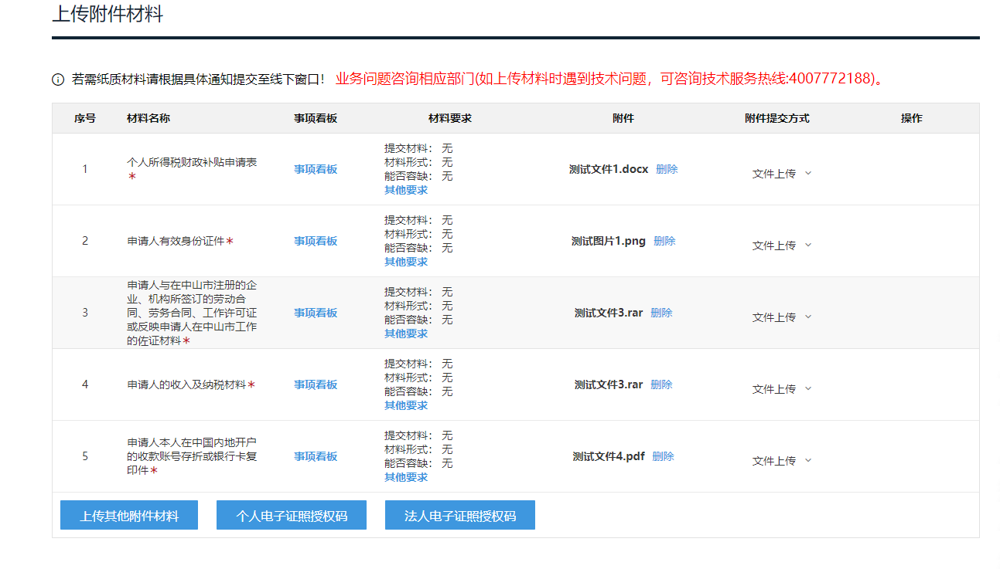 上传附件材料
若需纸质材料请根据具体通知提交至线下窗口！ 业务问题咨询相应部门(如上传材料时遇到技术问题，可咨询技术服务热线:4007772188)。
序号 材料名称 事项看板 材料要求 附件 附件提交方式 操作
1 个人所得税财政补贴申请表* 事项看板 提交材料： 无
材料形式： 无
能否容缺： 无
其他要求
测试文件1.docx 删除 文件上传
2 申请人有效身份证件* 事项看板 提交材料： 无
材料形式： 无
能否容缺： 无
其他要求
测试图片1.png 删除 文件上传
3 申请人与在中山市注册的企
业、机构所签订的劳动合
同、劳务合同、工作许可证
或反映申请人在中山市工作
的佐证材料*
事项看板 提交材料： 无
材料形式： 无
能否容缺： 无
其他要求
测试文件3.rar 删除 文件上传
4 申请人的收入及纳税材料* 事项看板 提交材料： 无
材料形式： 无
能否容缺： 无
其他要求
测试文件3.rar 删除 文件上传
5 申请人本人在中国内地开户
的收款账号存折或银行卡复
印件*
事项看板 提交材料： 无
材料形式： 无
能否容缺： 无
其他要求
测试文件4.pdf 删除 文件上传
上传其他附件材料 个人电子证照授权码 法人电子证照授权码